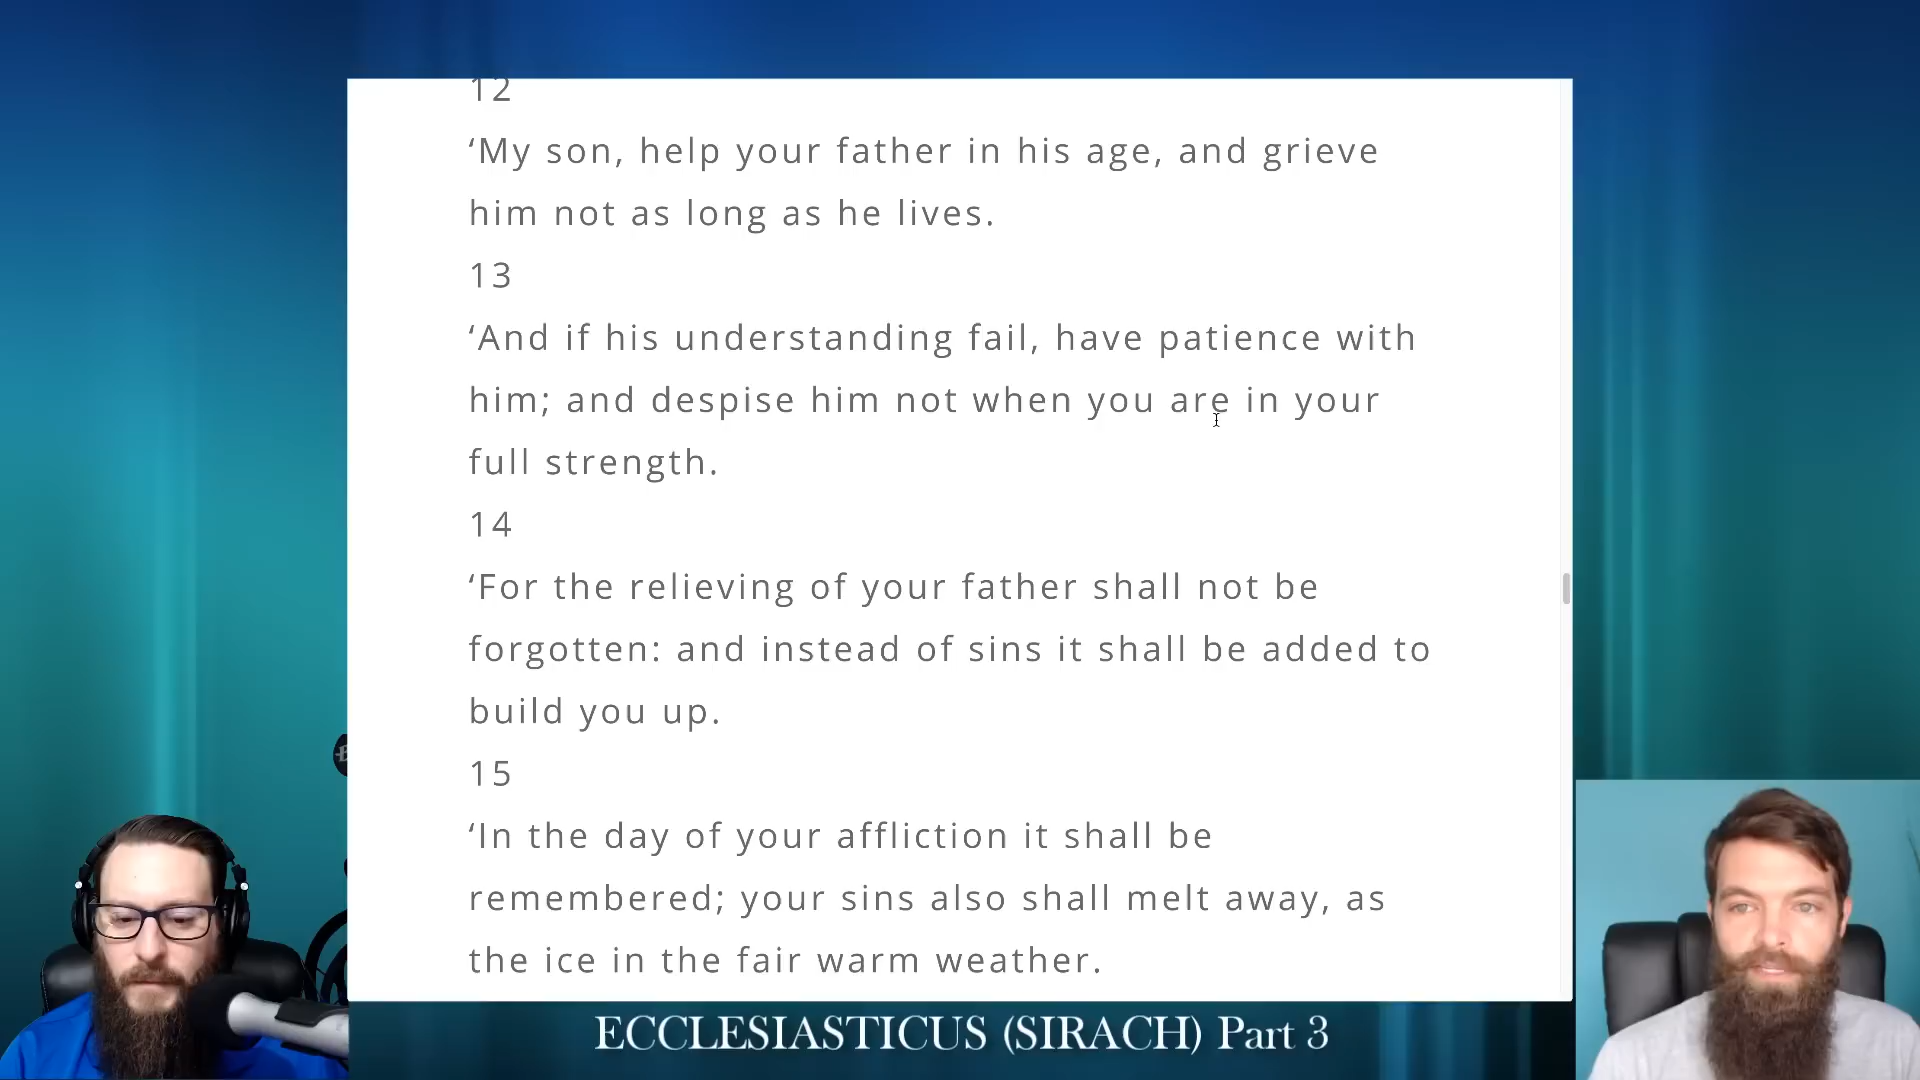 12
‘My son, help your father in his age, and grieve
him not as long as he lives.
13
‘And if his understanding fail, have patience with
him; and despise him not when you are in your
full strength.
14
‘For the relieving of your father shall not be
forgotten: and instead of sins it shall be added to
build you up.
15
‘In the day of your affliction it shall be
remembered; your sins also shall melt away, as
the ice in the fair warm weather.
ECCLESIASTICUS (SIRACH) Part 3